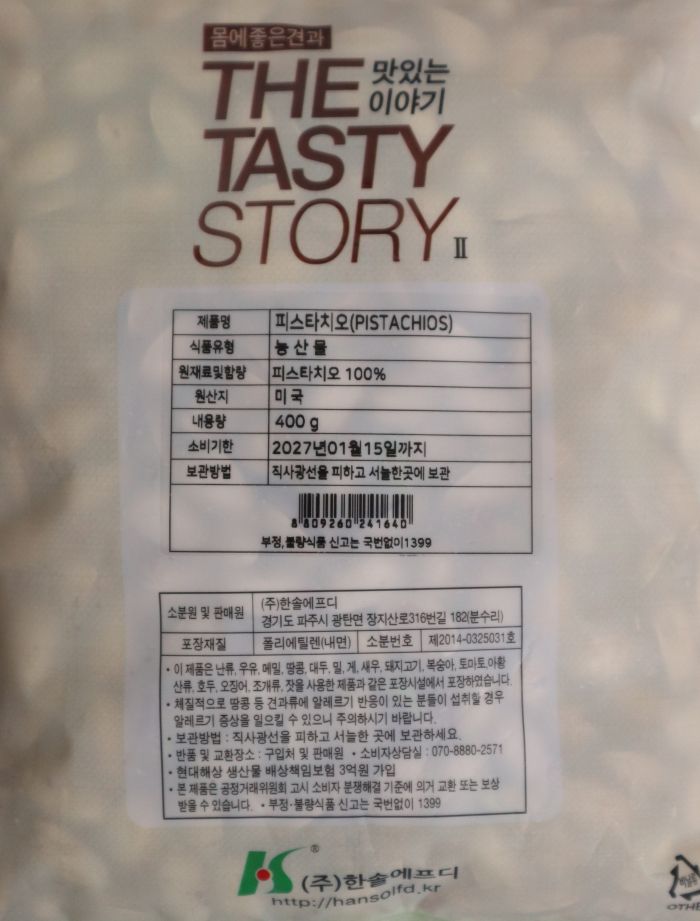 몸에좋은견과
THE 맛있는
이야기
TASTY
STORY II
제품명 피스타치오(PISTACHIOS)
식품유형 농산물
원재료및함량 피스타치오 100%
원산지 미국
내용량 400 g
소비기한 2027년01월15일까지
보관방법 직사광선을 피하고 서늘한곳에 보관
8 809260 241640
부정,불량식품 신고는 국번없미1399
소분원 및 판매원 (주)한솔에프디
경기도 파주시 광탄면 장지산로316번길 182(분수리)
포장재질 폴리에틸렌(내면) 소분번호 제2014-0325031호
• 이 제품은 난류, 우유, 메밀, 땅콩, 대두, 밀, 게, 새우, 돼지고기, 복숭아, 토마토,아황
산류, 호두, 오징어, 조개류, 잣을 사용한 제품과 같은 포장시설에서 포장하였습니다.
• 체질적으로 땅콩 등 견과류에 알레르기 반응이 있는 분들이 섭취할 경우
알레르기 증상을 일으킬 수 있으니 주의하시기 바랍니다.
• 보관방법 : 직사광선을 피하고 서늘한 곳에 보관하세요.
• 반품 및 교환장소 : 구입처 및 판매원 • 소비자상담실 : 070-8880-2571
• 현대해상 생산물 배상책임보험 3억원 가입
• 본 제품은 공정거래위원회 고시 소비자 분쟁해결 기준에 의거 교환 또는 보상
받을 수 있습니다. • 부정·불량식품 신고는 국번없이 1399
(주)한솔에프디
http://hansolfd.kr
비닐류
OTHE